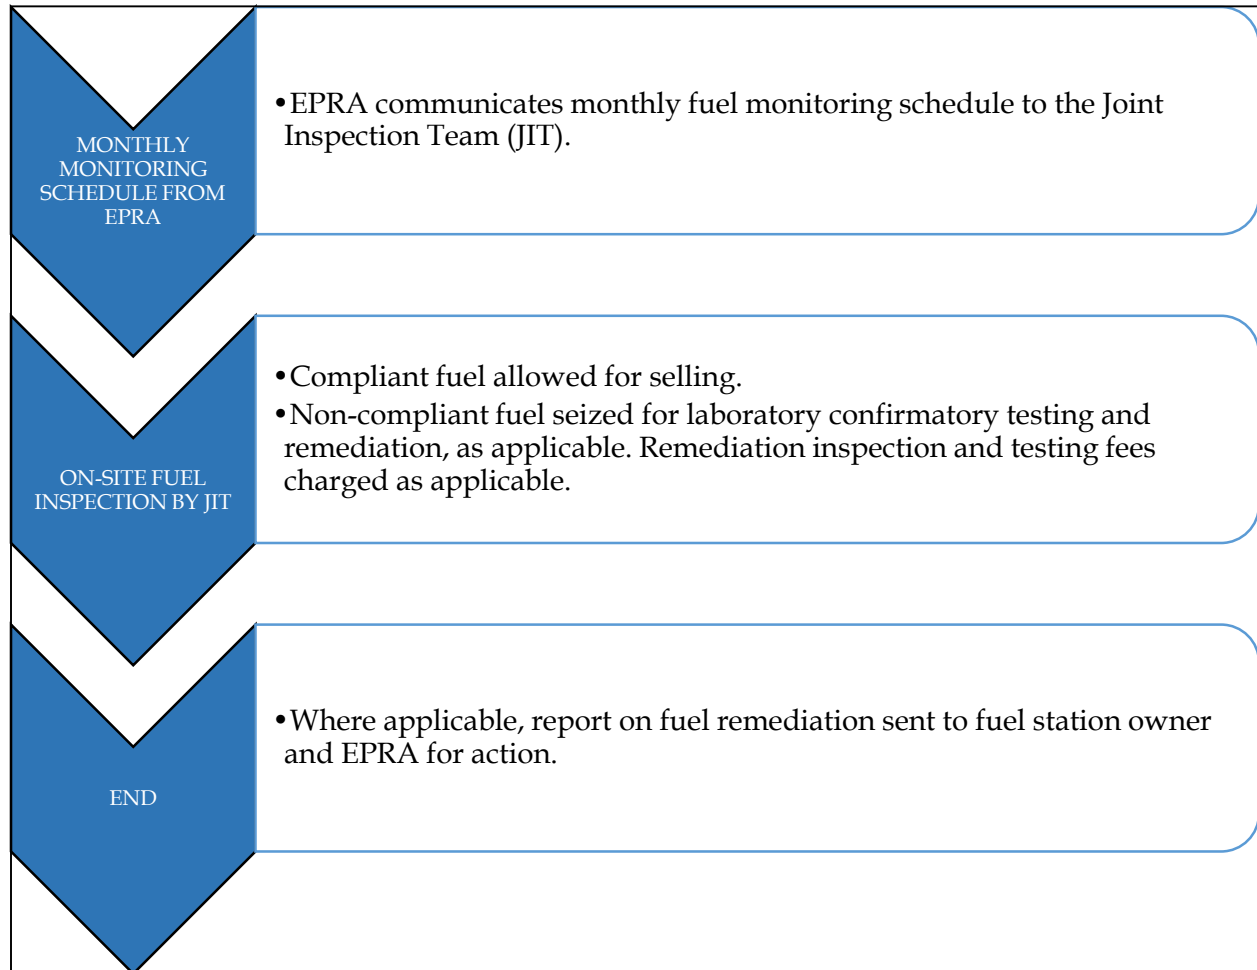 MONTHLY
MONITORING
SCHEDULE FROM
EPRA
•EPRA communicates monthly fuel monitoring schedule to the Joint
Inspection Team (JIT).
ON-SITE FUEL
INSPECTION BY JIT
•Compliant fuel allowed for selling.
•Non-compliant fuel seized for laboratory confirmatory testing and
remediation, as applicable. Remediation inspection and testing fees
charged as applicable.
END
•Where applicable, report on fuel remediation sent to fuel station owner
and EPRA for action.